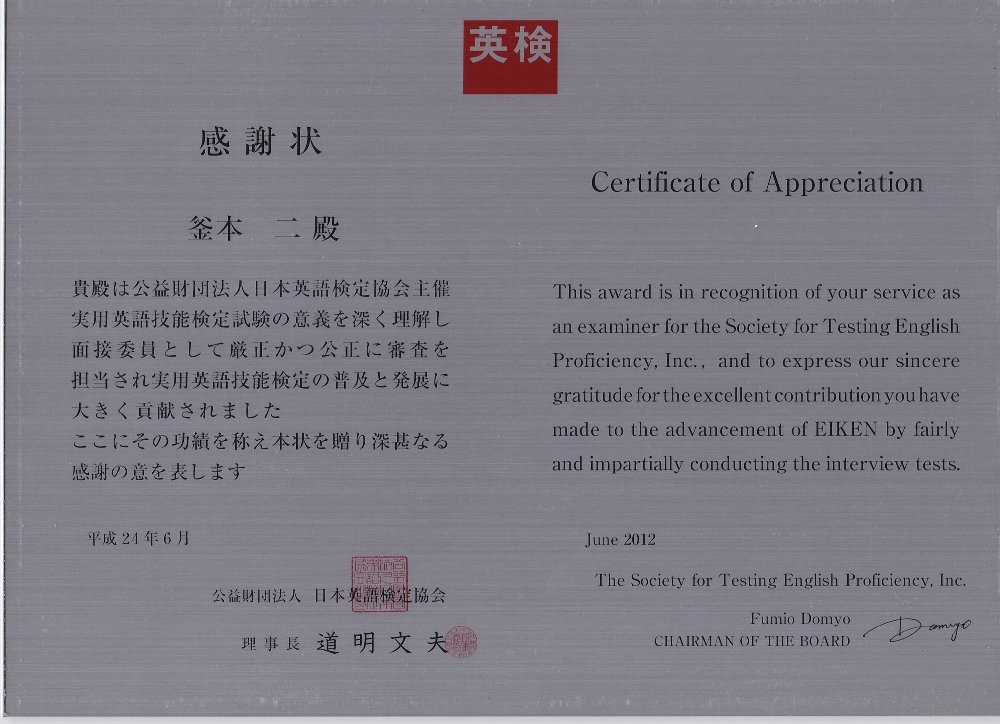 英検
感謝状
釜本 二殿
貴殿は公益財団法人日本英語検定協会主催
実用英語技能検定試験の意義を深く理解し
面接委員として厳正かつ公正に審査を
担当され実用英語技能検定の普及と発展に
大きく貢献されました
ここにその功績を称え本状を贈り深甚なる
感謝の意を表します
平成24年6月
公益財団法人 日本英語検定協会
理事長 道明文夫
Certificate of Appreciation
This award is in recognition of your service as
an examiner for the Society for Testing English
Proficiency, Inc., and to express our sincere
gratitude for the excellent contribution you have
made to the advancement of EIKEN by fairly
and impartially conducting the interview tests.
June 2012
The Society for Testing English Proficiency, Inc.
Fumio Domyo
CHAIRMAN OF THE BOARD
Domyo